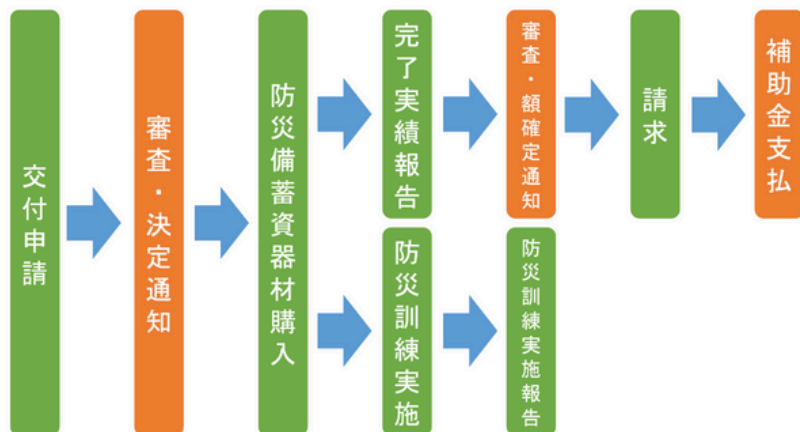 交付申請
審査・決定通知
防災備蓄資器材購入
完了実績報告
審査・額確定通知
請求
補助金支払
防災訓練実施
防災訓練実施報告